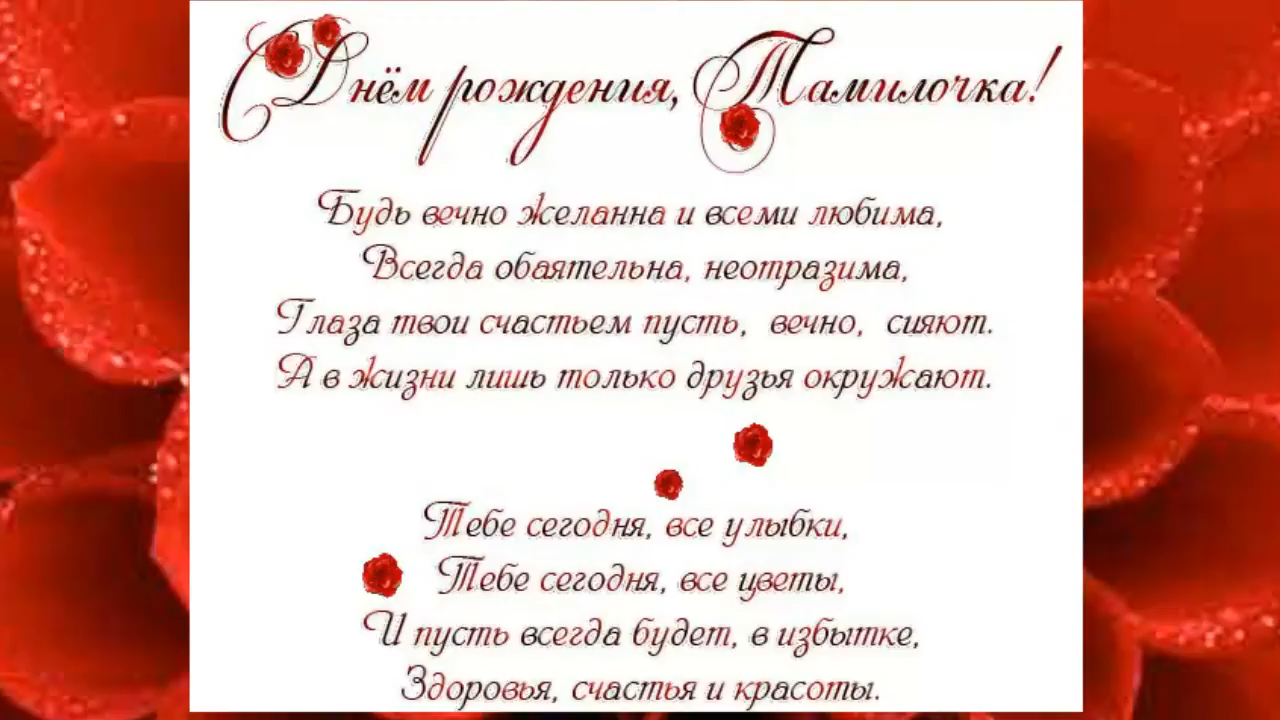 С Днём рождения, Тамилочка!
Будь вечно желанна и всеми любима,
Всегда обаятельна, неотразима,
Глаза твои счастьем пусть, вечно, сияют.
А в жизни лишь только друзья окружают.
Тебе сегодня, все улыбки,
Тебе сегодня, все цветы,
И пусть всегда будет, в избытке,
Здоровья, счастья и красоты.